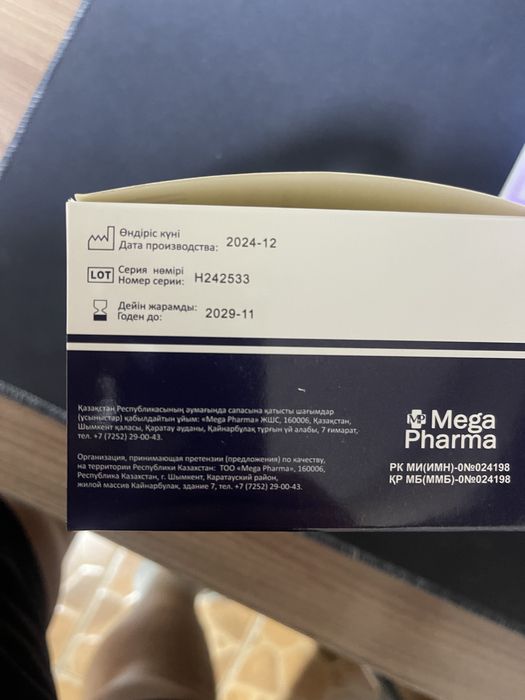 Өндіріс күні
Дата производства: 2024-12
LOT Серия нөмірі
Номер серии: H242533
Дейін жарамды:
Годен до: 2029-11
Қазақстан Республикасының аумағында сапасына қатысты шағымдар
(ұсыныстар) қабылдайтын ұйым: «Mega Pharma» ЖШС, 160006, Қазақстан,
Шымкент қаласы, Қаратау ауданы, Қайнарбұлақ тұрғын үй алабы, 7 ғимарат,
тел. +7 (7252) 29-00-43.
Организация, принимающая претензии (предложения) по качеству,
на территории Республики Казахстан: ТОО «Mega Pharma», 160006,
Республика Казахстан, г. Шымкент, Каратауский район,
жилой массив Кайнарбулак, здание 7, тел. +7 (7252) 29-00-43.
MP Mega
Pharma
РК МИ(ИМН)-0№024198
ҚР МБ(ММБ)-0№024198